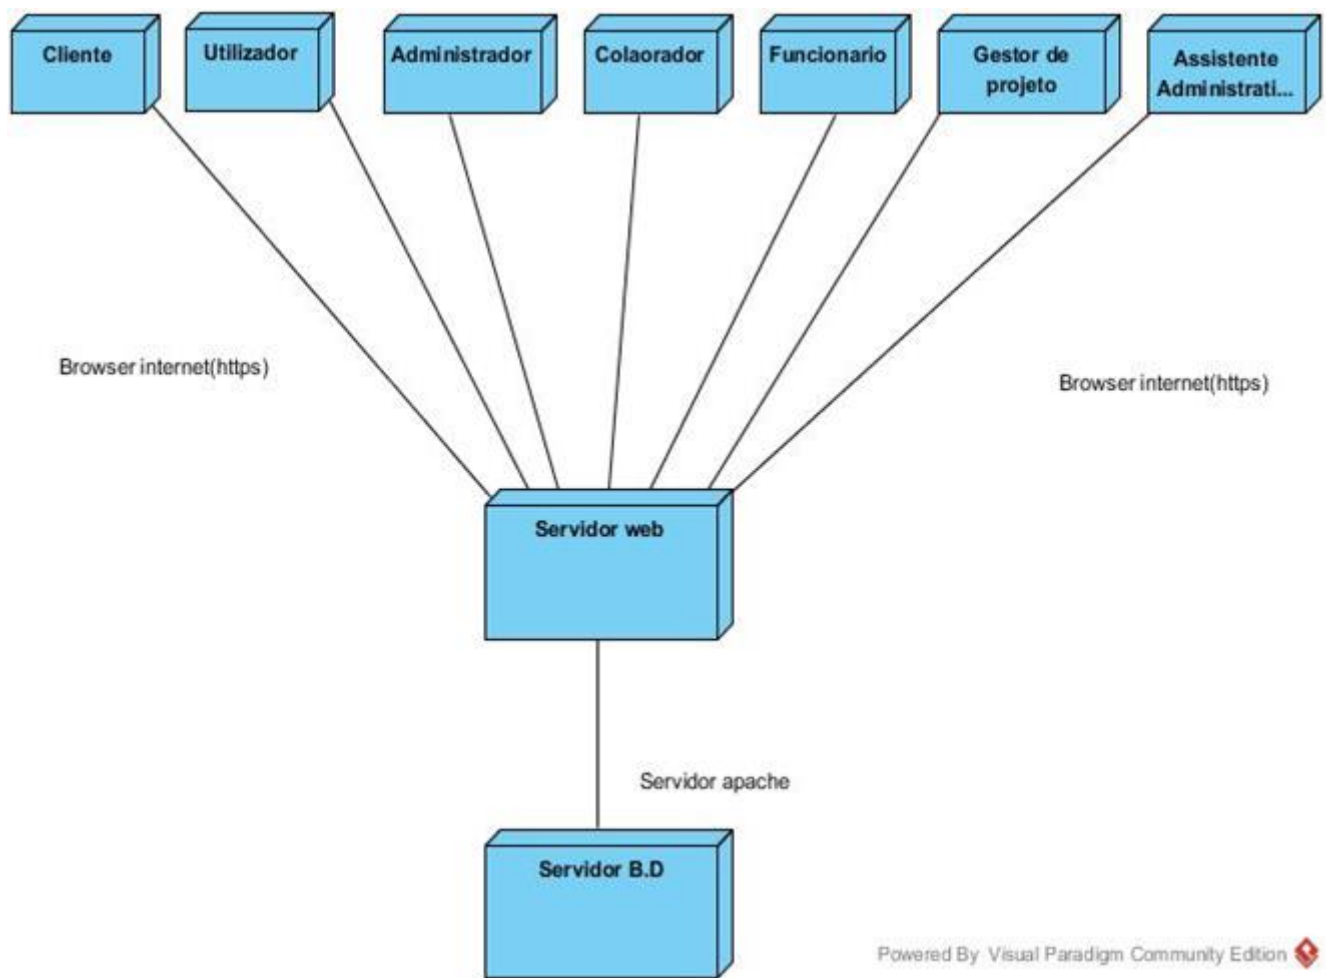 Cliente
Utilizador
Administrador
Colaorador
Funcionario
Gestor de
projeto
Assistente
Administrati...
Browser internet(https)
Browser internet(https)
Servidor web
Servidor apache
Servidor B.D
Powered By Visual Paradigm Community Edition